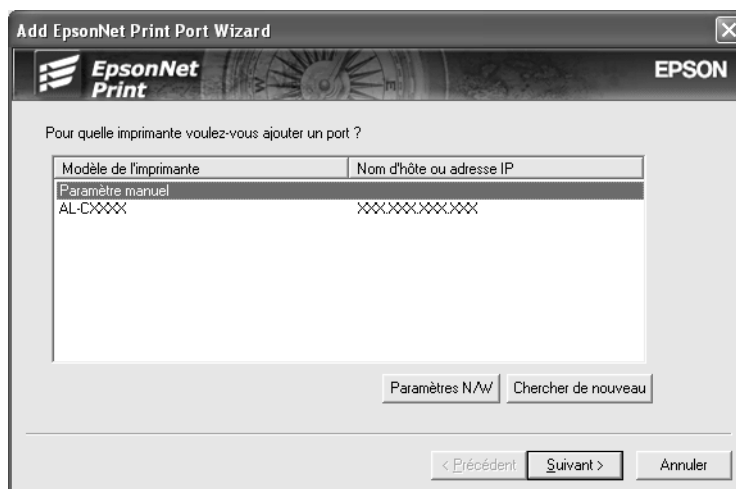 Add EpsonNet Print Port Wizard
EpsonNet
Print
EPSON
Pour quelle imprimante voulez-vous ajouter un port ?
Modèle de l'imprimante Nom d'hôte ou adresse IP
Paramètre manuel
AL-CXXXX XXX.XXX.XXX.XXX
Paramètres N/W Chercher de nouveau
< Précédent Suivant > Annuler